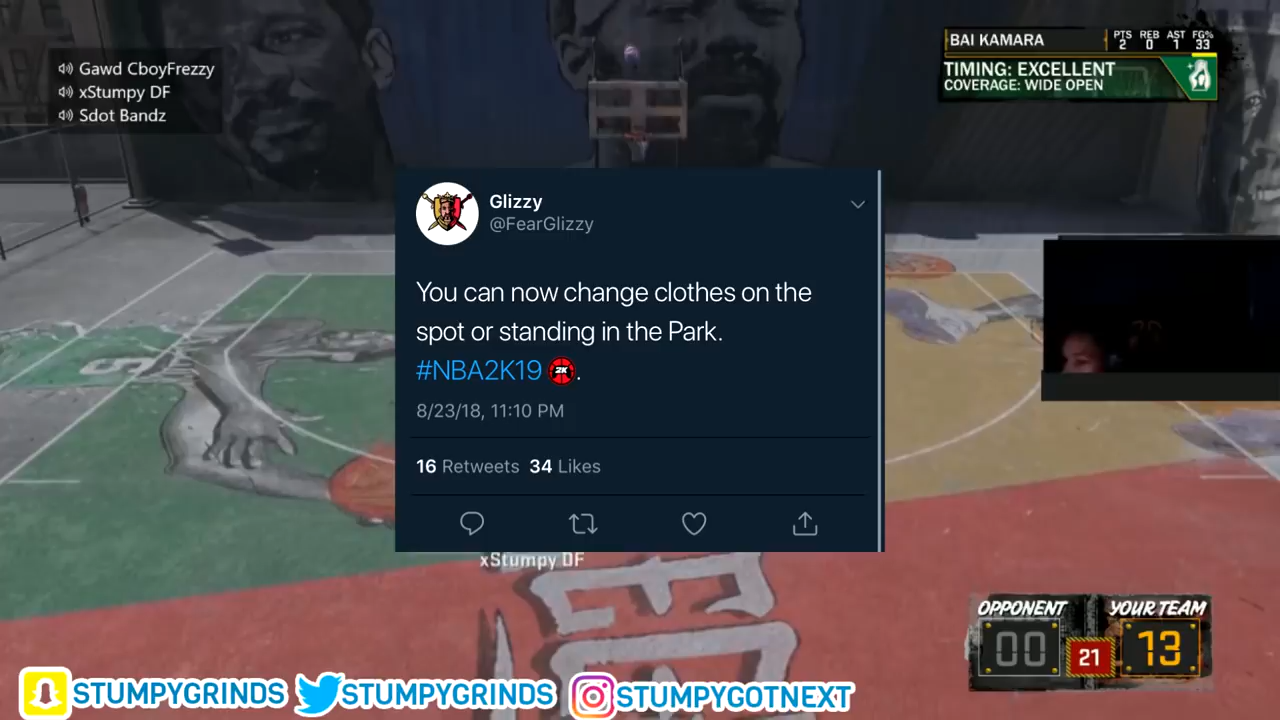 Gawd CboyFrezzy
xStumpy DF
Sdot Bandz
BAI KAMARA
PTS REB AST FG%
2 0 1 33
TIMING: EXCELLENT
COVERAGE: WIDE OPEN
Glizzy
@FearGlizzy
You can now change clothes on the
spot or standing in the Park.
#NBA2K19 2K.
8/23/18, 11:10 PM
16 Retweets 34 Likes
xStumpy DF
OPPONENT YOUR TEAM
00 21 13
STUMPYGRINDS STUMPYGRINDS STUMPYGOTNEXT